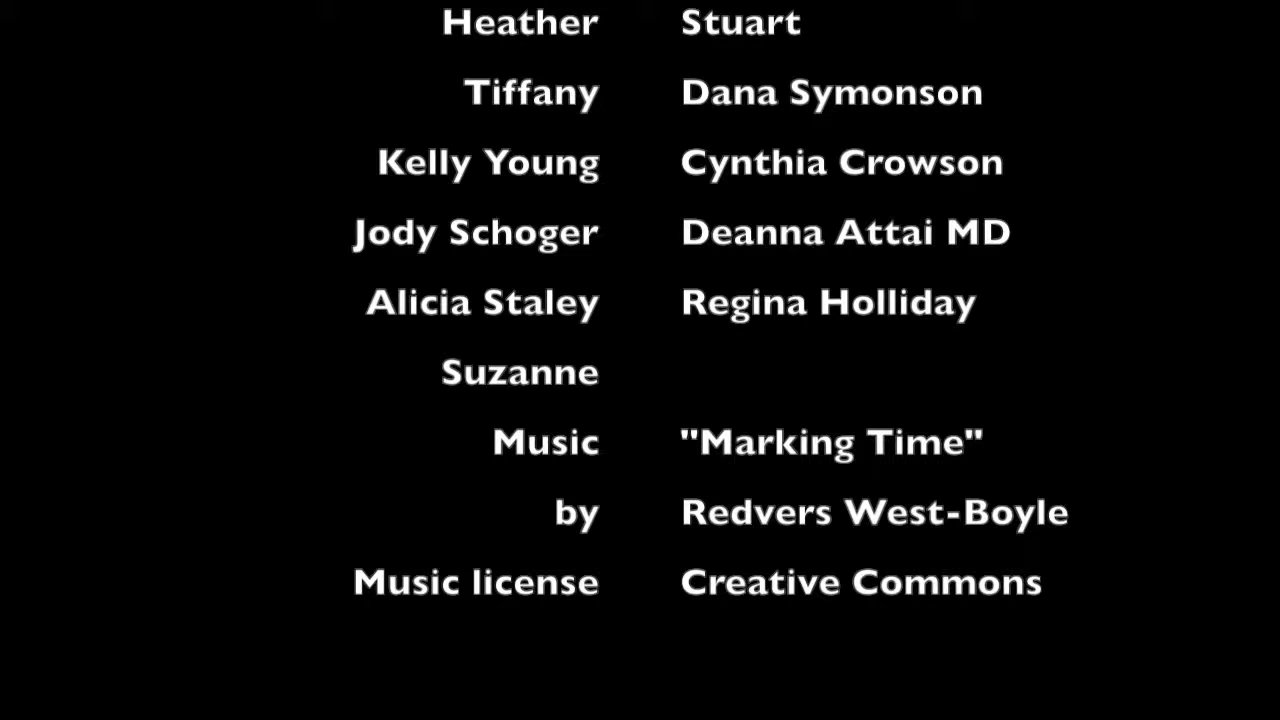 Heather Stuart
Tiffany Dana Symonson
Kelly Young Cynthia Crowson
Jody Schoger Deanna Attai MD
Alicia Staley Regina Holliday
Suzanne
Music "Marking Time"
by Redvers West-Boyle
Music license Creative Commons